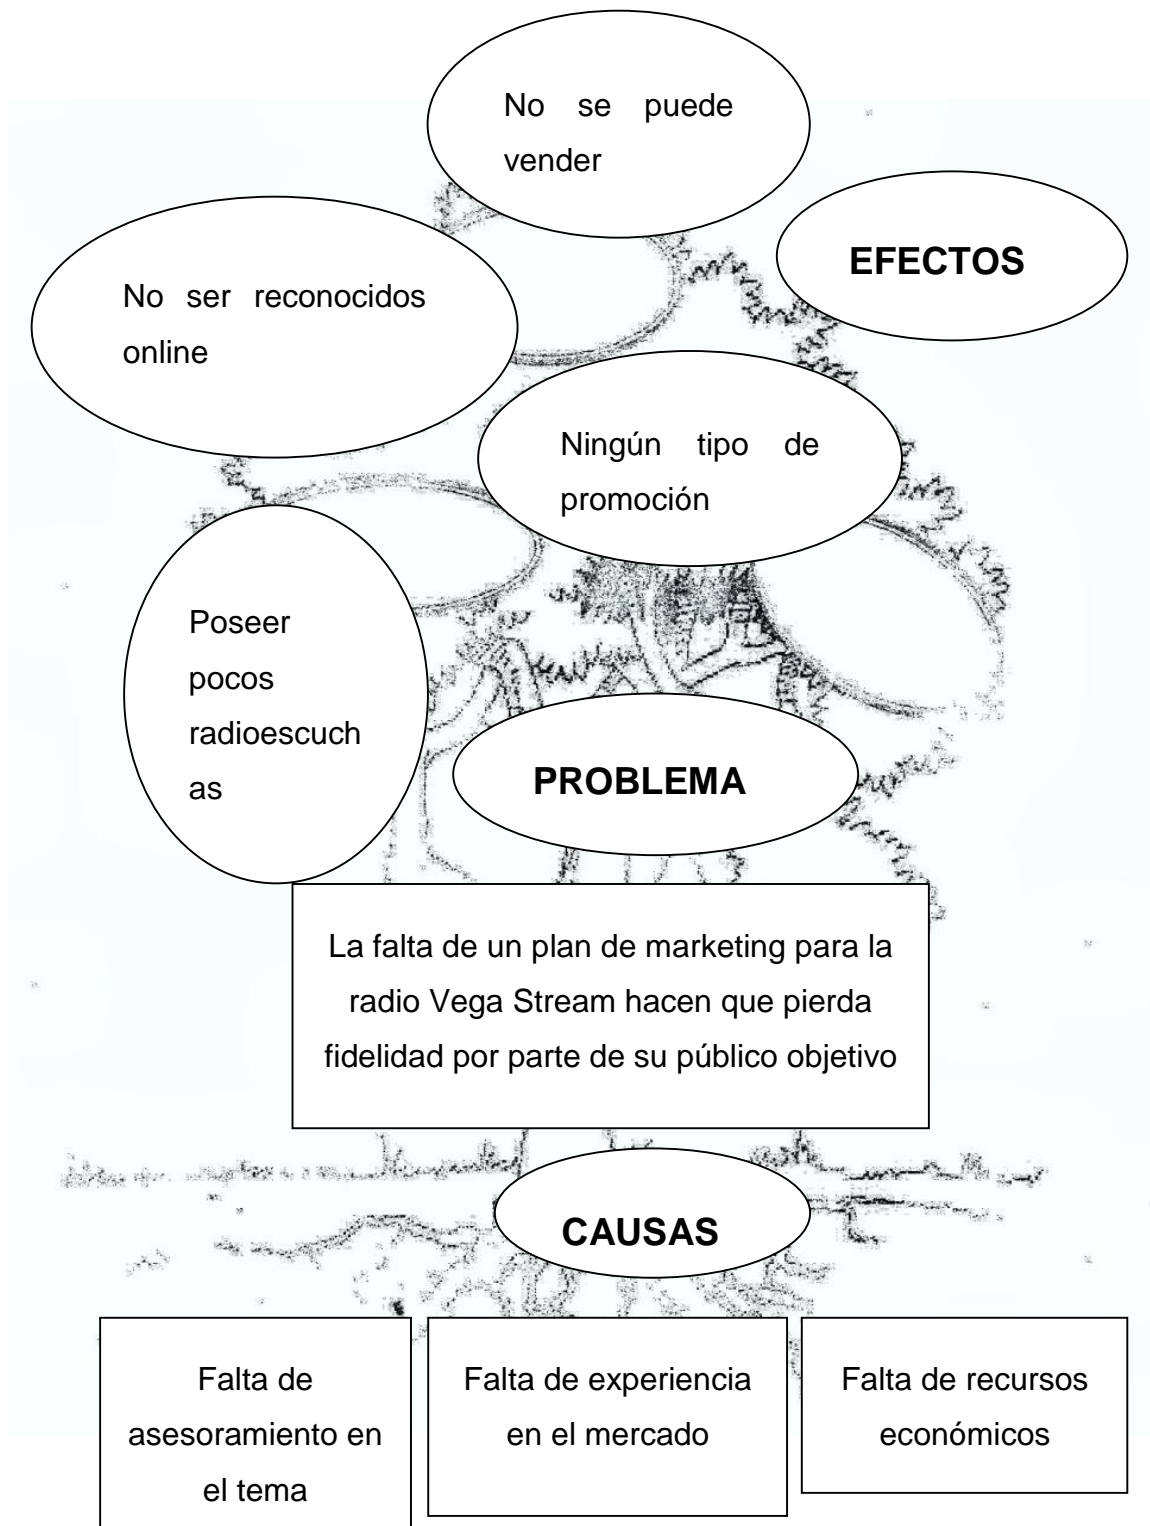 No se puede
vender
EFECTOS
No ser reconocidos
online
Ningún tipo de
promoción
Poseer
pocos
radioescuch
as
PROBLEMA
La falta de un plan de marketing para la
radio Vega Stream hacen que pierda
fidelidad por parte de su público objetivo
CAUSAS
Falta de
asesoramiento en
el tema
Falta de experiencia
en el mercado
Falta de recursos
económicos